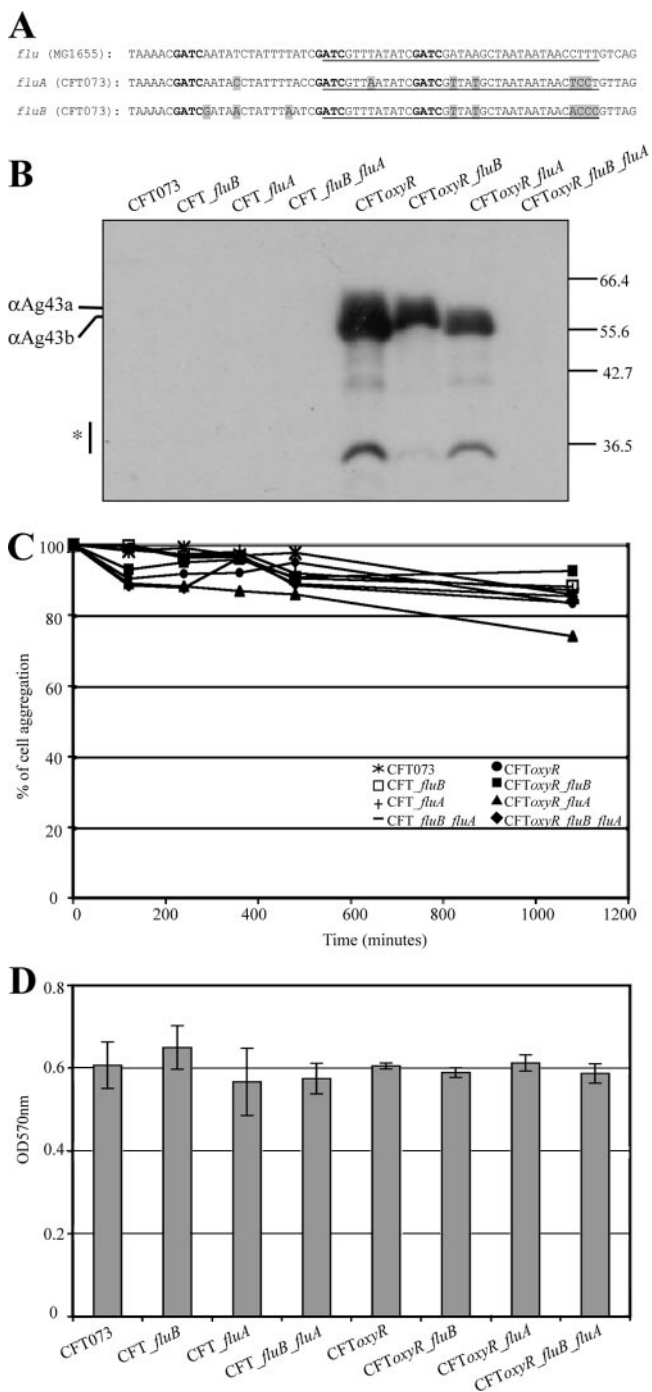 A
flu (MG1655): TAAAACGATCAATATCTATTTTATCGATCGTTTATATCGATCGATAAGCTAATAATAACCTTTGTCAG
fluA (CFT073): TAAAACGATCAATACCTATTTTACCGATCGTTAATATCGATCGTTATGCTAATAATAACTCCTGTTAG
fluB (CFT073): TAAAACGATCGATAACTATTTAATCGATCGTTTATATCGATCGTTATGCTAATAATAACACCCGTTAG
B
CFT073 CFT_fluB CFT_fluA CFT_fluB_fluA CFToxyR CFToxyR_fluB CFToxyR_fluA CFToxyR_fluB_fluA
66.4
αAg43a
αAg43b
55.6
42.7
*
36.5
C
100
80
60
40
20
0
% of cell aggregation
CFT073 CFToxyR
CFT_fluB CFToxyR_fluB
CFT_fluA CFToxyR_fluA
CFT_fluB_fluA CFToxyR_fluB_fluA
0 200 400 600 800 1000 1200
Time (minutes)
D
0.8
0.6
0.4
0.2
0
OD570nm
CFT073 CFT_fluB CFT_fluA CFT_fluB_fluA CFToxyR CFToxyR_fluB CFToxyR_fluA CFToxyR_fluB_fluA